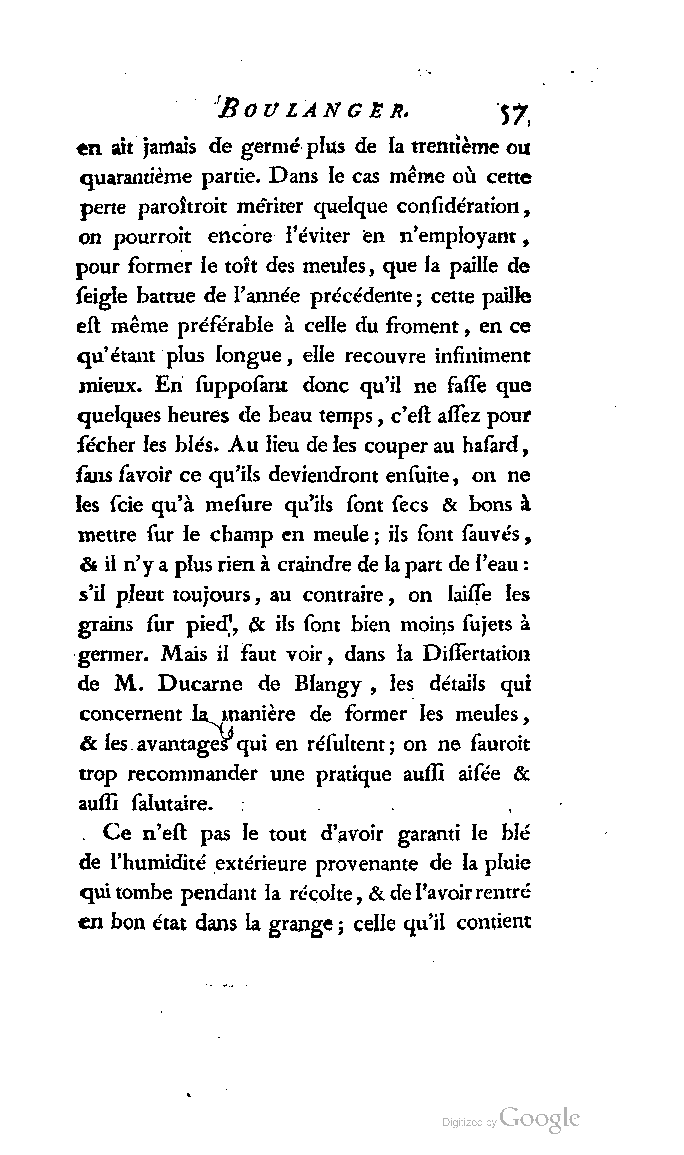 BOULANGER. 57
en ait jamais de germé plus de la trentième ou
quarantième partie. Dans le cas même où cette
perte paroîtroit mériter quelque conſidération,
on pourroit encore l'éviter en n'employant,
pour former le toît des meules, que la paille de
ſeigle battue de l'année précédente; cette paille
eſt même préférable à celle du froment, en ce
qu'étant plus longue, elle recouvre infiniment
mieux. En ſuppoſant donc qu'il ne faſſe que
quelques heures de beau temps, c'eſt aſſez pour
ſécher les blés. Au lieu de les couper au haſard,
ſans ſavoir ce qu'ils deviendront enſuite, on ne
les ſcie qu'à meſure qu'ils ſont ſecs & bons à
mettre ſur le champ en meule; ils ſont ſauvés,
& il n'y a plus rien à craindre de la part de l'eau:
s'il pleut toujours, au contraire, on laiſſe les
grains ſur pied, & ils ſont bien moins ſujets à
germer. Mais il faut voir, dans la Diſſertation
de M. Ducarne de Blangy, les détails qui
concernent la manière de former les meules,
& les avantages qui en réſultent; on ne ſauroit
trop recommander une pratique auſſi aiſée &
auſſi ſalutaire.
Ce n'eſt pas le tout d'avoir garanti le blé
de l'humidité extérieure provenante de la pluie
qui tombe pendant la récolte, & de l'avoir rentré
en bon état dans la grange; celle qu'il contient
Digitized by Google